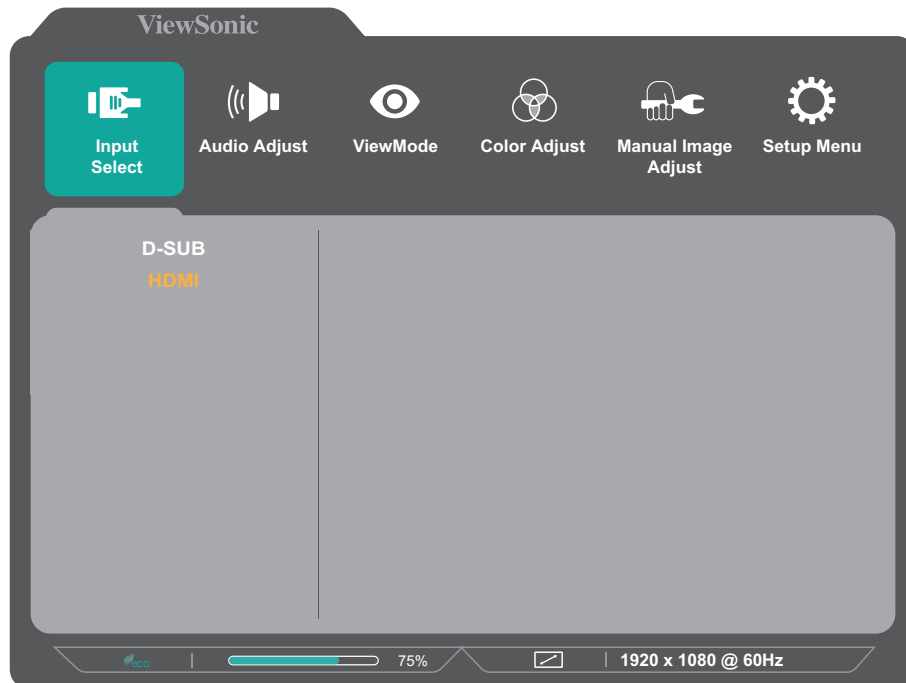 ViewSonic
Input
Select
Audio Adjust
ViewMode
Color Adjust
Manual Image
Adjust
Setup Menu
D-SUB
HDMI
eco
75%
1920 x 1080 @ 60Hz